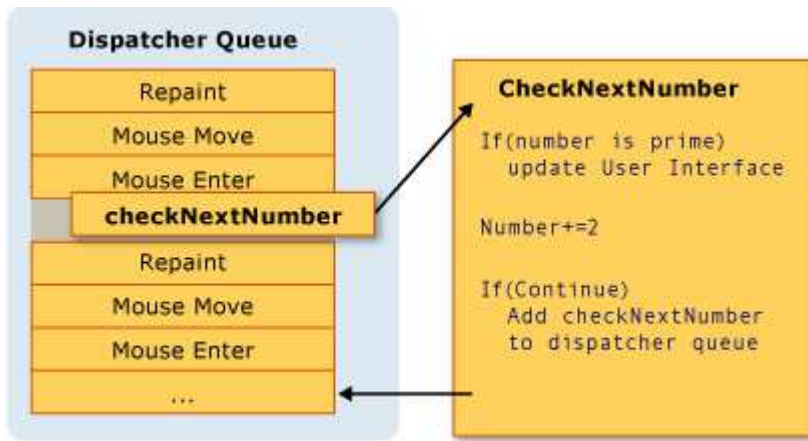 Dispatcher Queue
Repaint
Mouse Move
Mouse Enter
checkNextNumber
Repaint
Mouse Move
Mouse Enter
...
CheckNextNumber
If(number is prime)
update User Interface
Number+=2
If(Continue)
Add checkNextNumber
to dispatcher queue